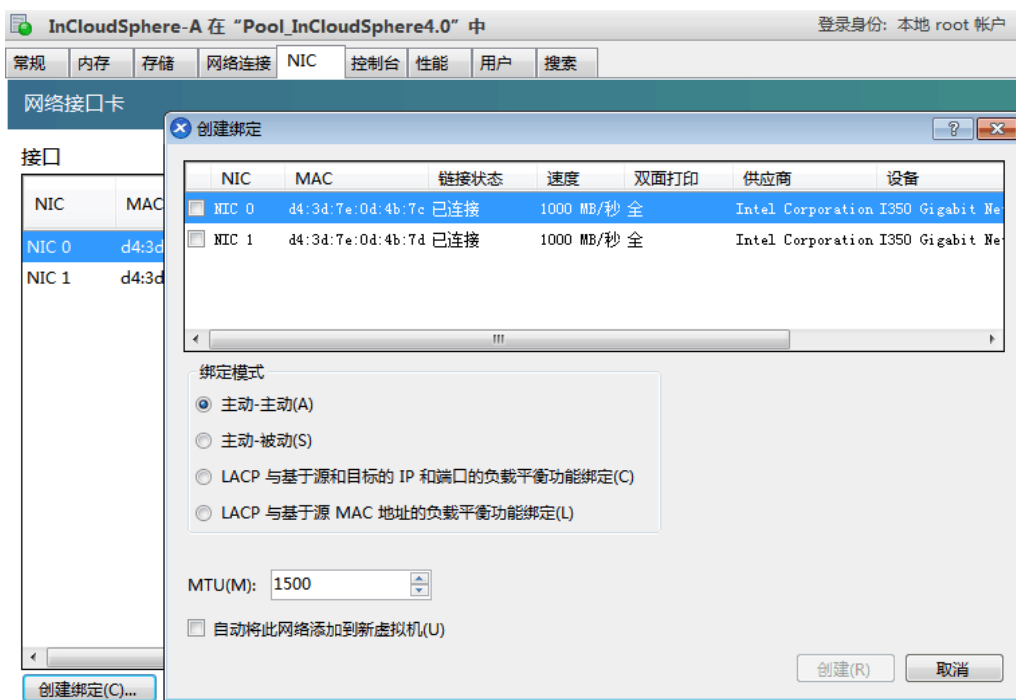 InCloudSphere-A 在 “Pool_InCloudSphere4.0” 中 登录身份: 本地 root 帐户
常规 内存 存储 网络连接 NIC 控制台 性能 用户 搜索
网络接口卡
创建绑定
接口
NIC MAC
NIC 0 d4:3d
NIC 1 d4:3d
NIC MAC 链接状态 速度 双面打印 供应商 设备
NIC 0 d4:3d:7e:0d:4b:7c 已连接 1000 MB/秒 全 Intel Corporation I350 Gigabit Ne
NIC 1 d4:3d:7e:0d:4b:7d 已连接 1000 MB/秒 全 Intel Corporation I350 Gigabit Ne
绑定模式
主动-主动(A)
主动-被动(S)
LACP 与基于源和目标的 IP 和端口的负载平衡功能绑定(C)
LACP 与基于源 MAC 地址的负载平衡功能绑定(L)
MTU(M): 1500
自动将此网络添加到新虚拟机(U)
创建(R) 取消
创建绑定(C)...